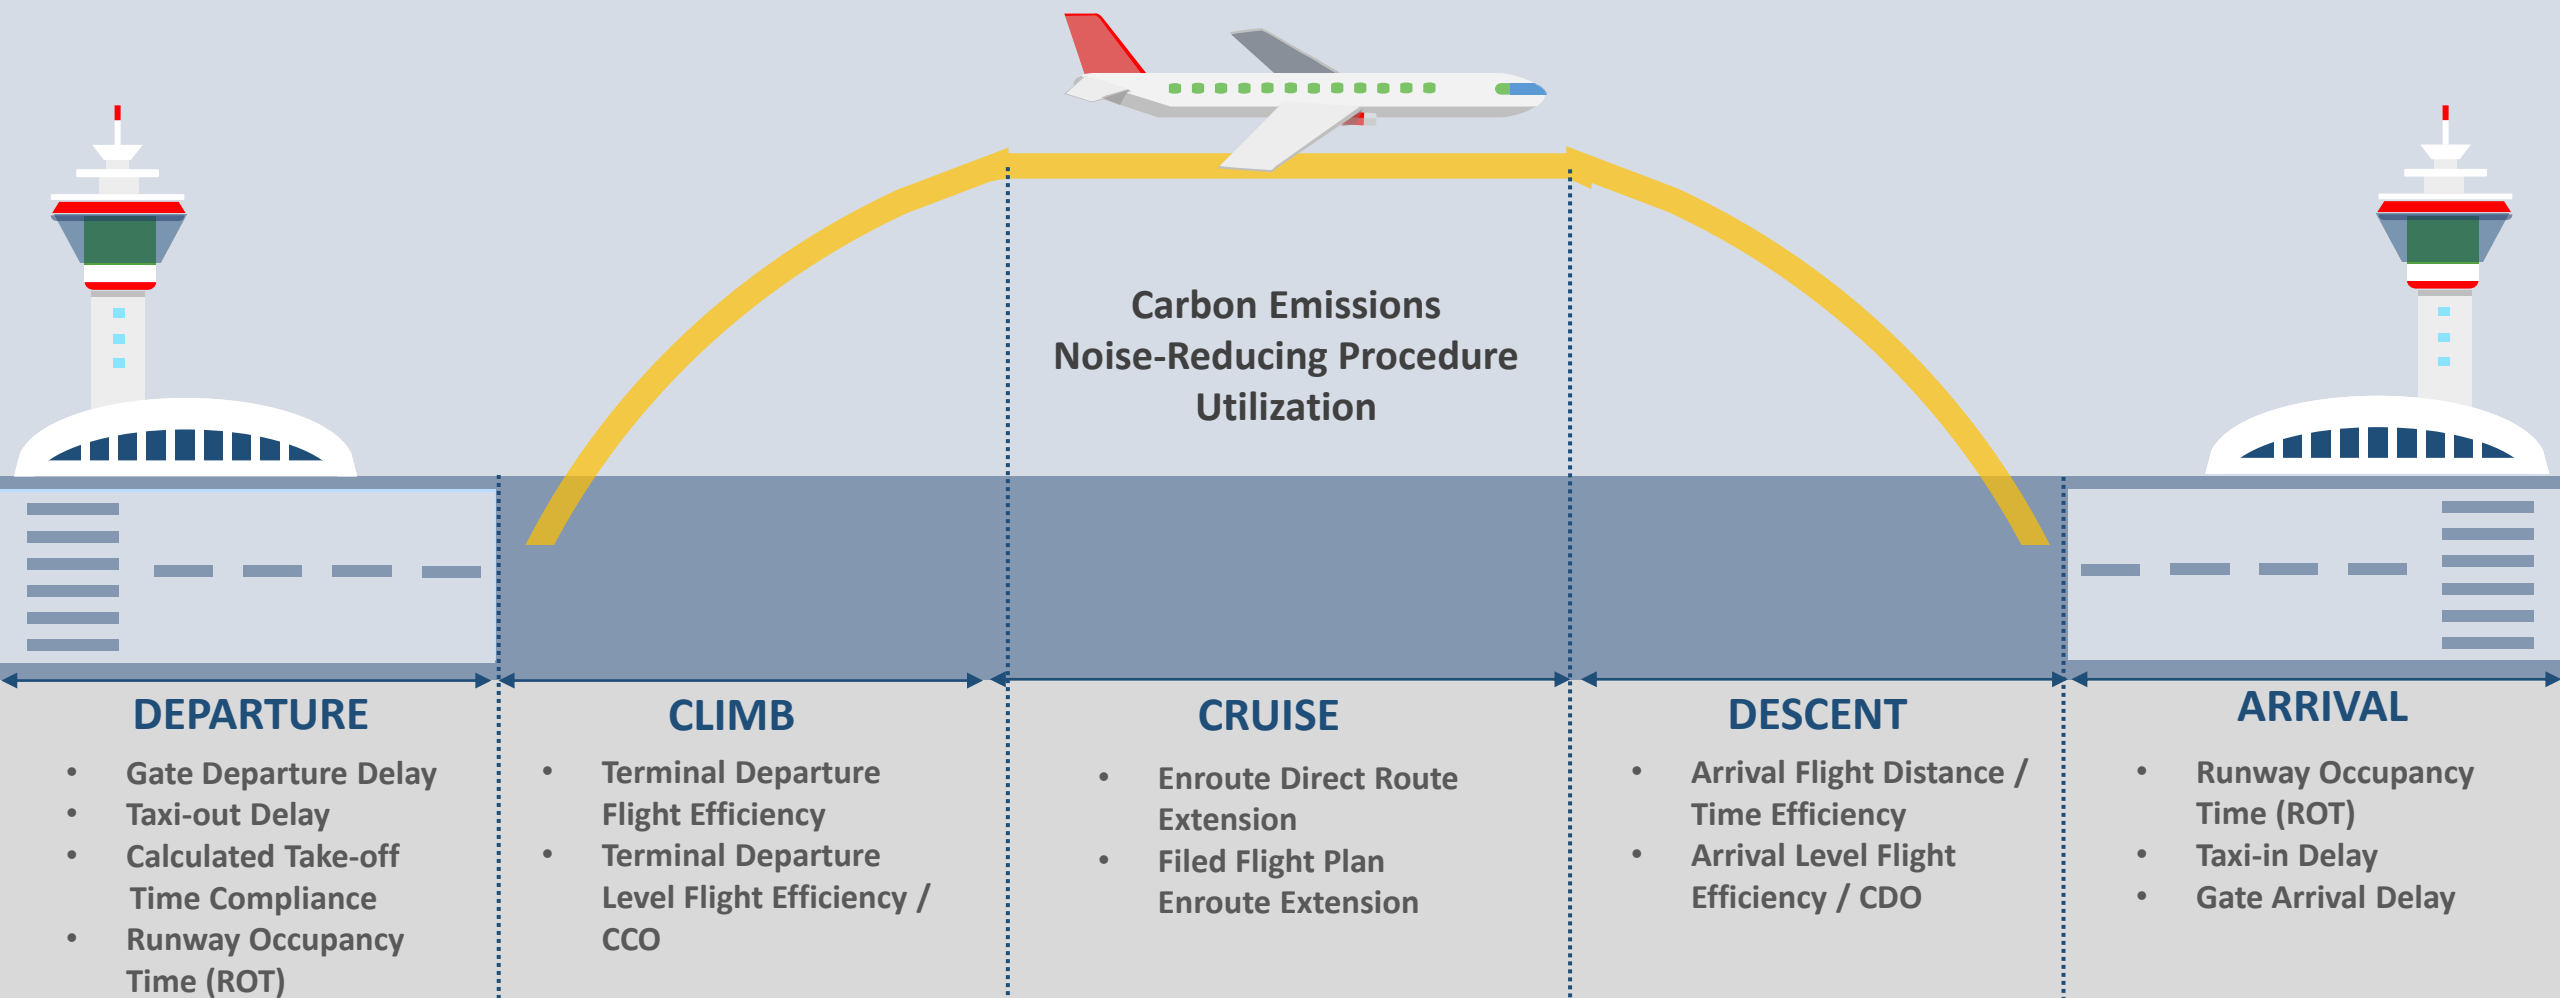 Carbon Emissions
Noise-Reducing Procedure
Utilization
DEPARTURE
• Gate Departure Delay
• Taxi-out Delay
• Calculated Take-off
Time Compliance
• Runway Occupancy
Time (ROT)
CLIMB
• Terminal Departure
Flight Efficiency
• Terminal Departure
Level Flight Efficiency /
CCO
CRUISE
• Enroute Direct Route
Extension
• Filed Flight Plan
Enroute Extension
DESCENT
• Arrival Flight Distance /
Time Efficiency
• Arrival Level Flight
Efficiency / CDO
ARRIVAL
• Runway Occupancy
Time (ROT)
• Taxi-in Delay
• Gate Arrival Delay